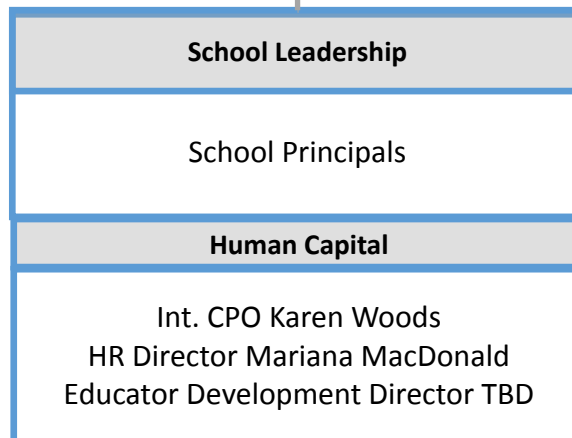 School Leadership
School Principals
Human Capital
Int. CPO Karen Woods
HR Director Mariana MacDonald
Educator Development Director TBD